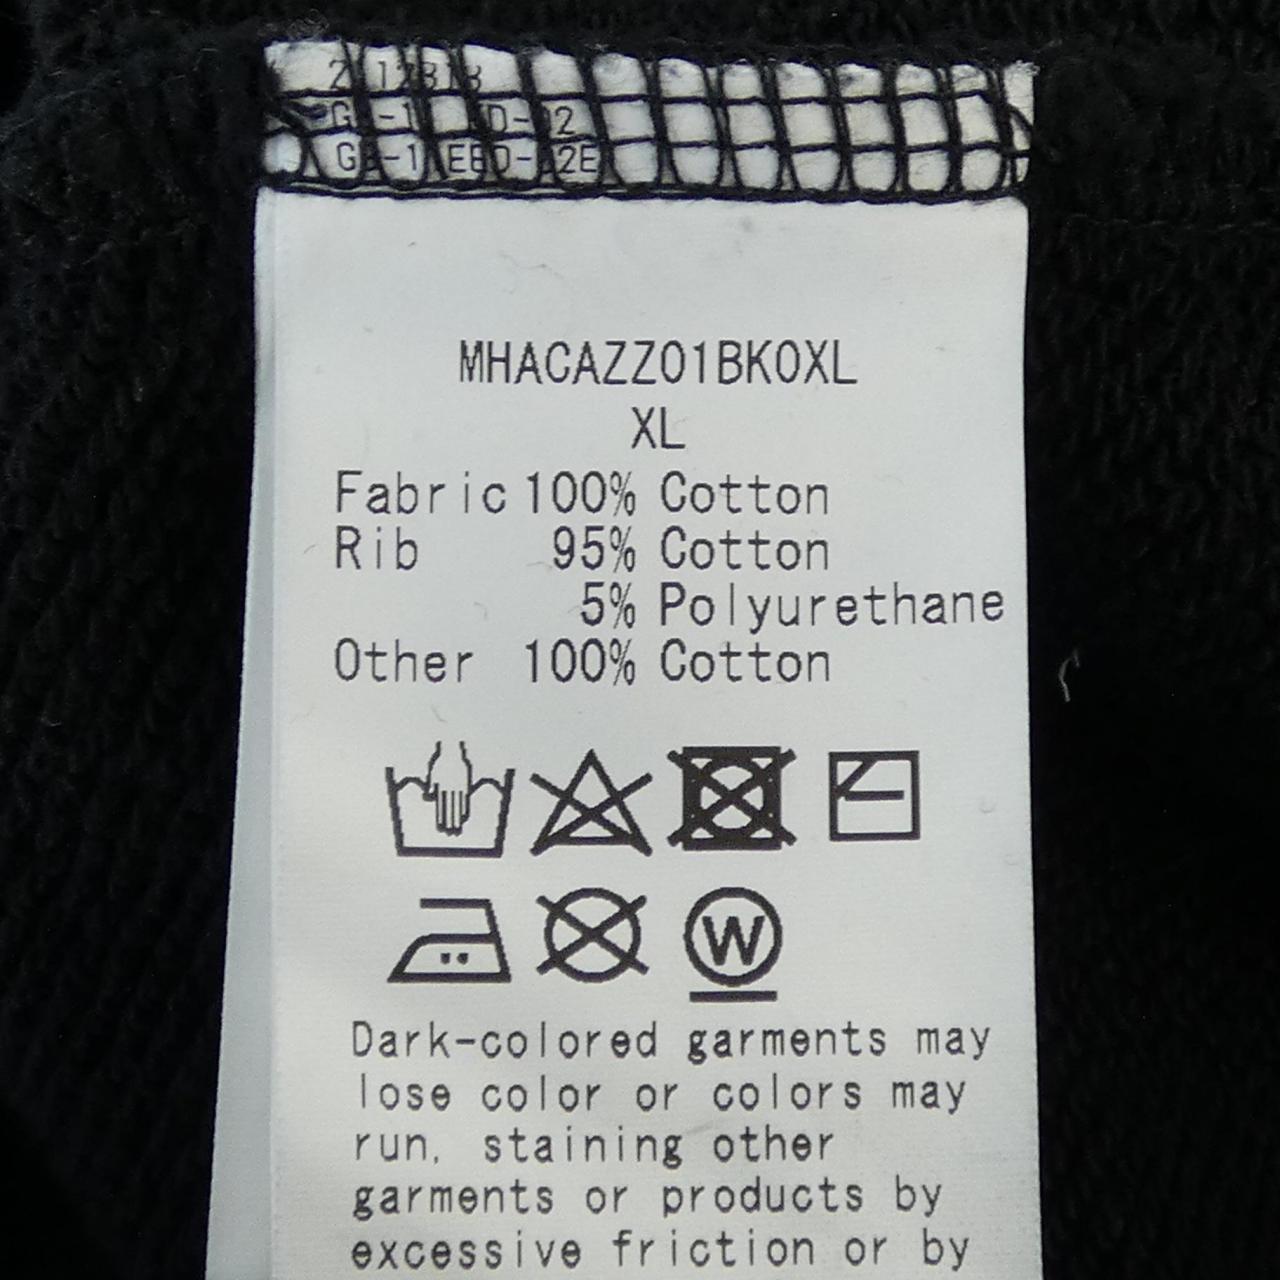 MHACAZZ01BK0XL
XL
Fabric 100% Cotton
Rib 95% Cotton
5% Polyurethane
Other 100% Cotton
W
Dark-colored garments may
lose color or colors may
run, staining other
garments or products by
excessive friction or by